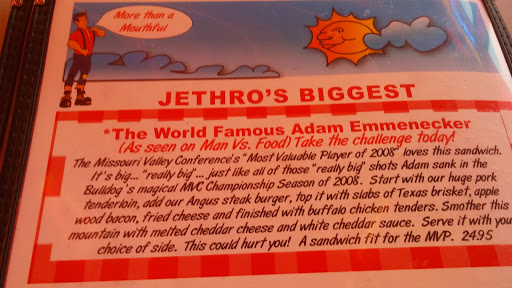 More than a
Mouthful
JETHRO'S BIGGEST
*The World Famous Adam Emmenecker
(As seen on Man Vs. Food) Take the challenge today!
The Missouri Valley Conference's "Most Valuable Player of 2008" loves this sandwich.
It's big... "really big"... just like all of those "really big" shots Adam sank in the
Bulldog's magical MVC Championship Season of 2008. Start with our huge pork
tenderloin, add our Angus steak burger, top it with slabs of Texas brisket, apple
wood bacon, fried cheese and finished with buffalo chicken tenders. Smother this
mountain with melted cheddar cheese and white cheddar sauce. Serve it with you
choice of side. This could hurt you! A sandwich fit for the MVP. 24.95